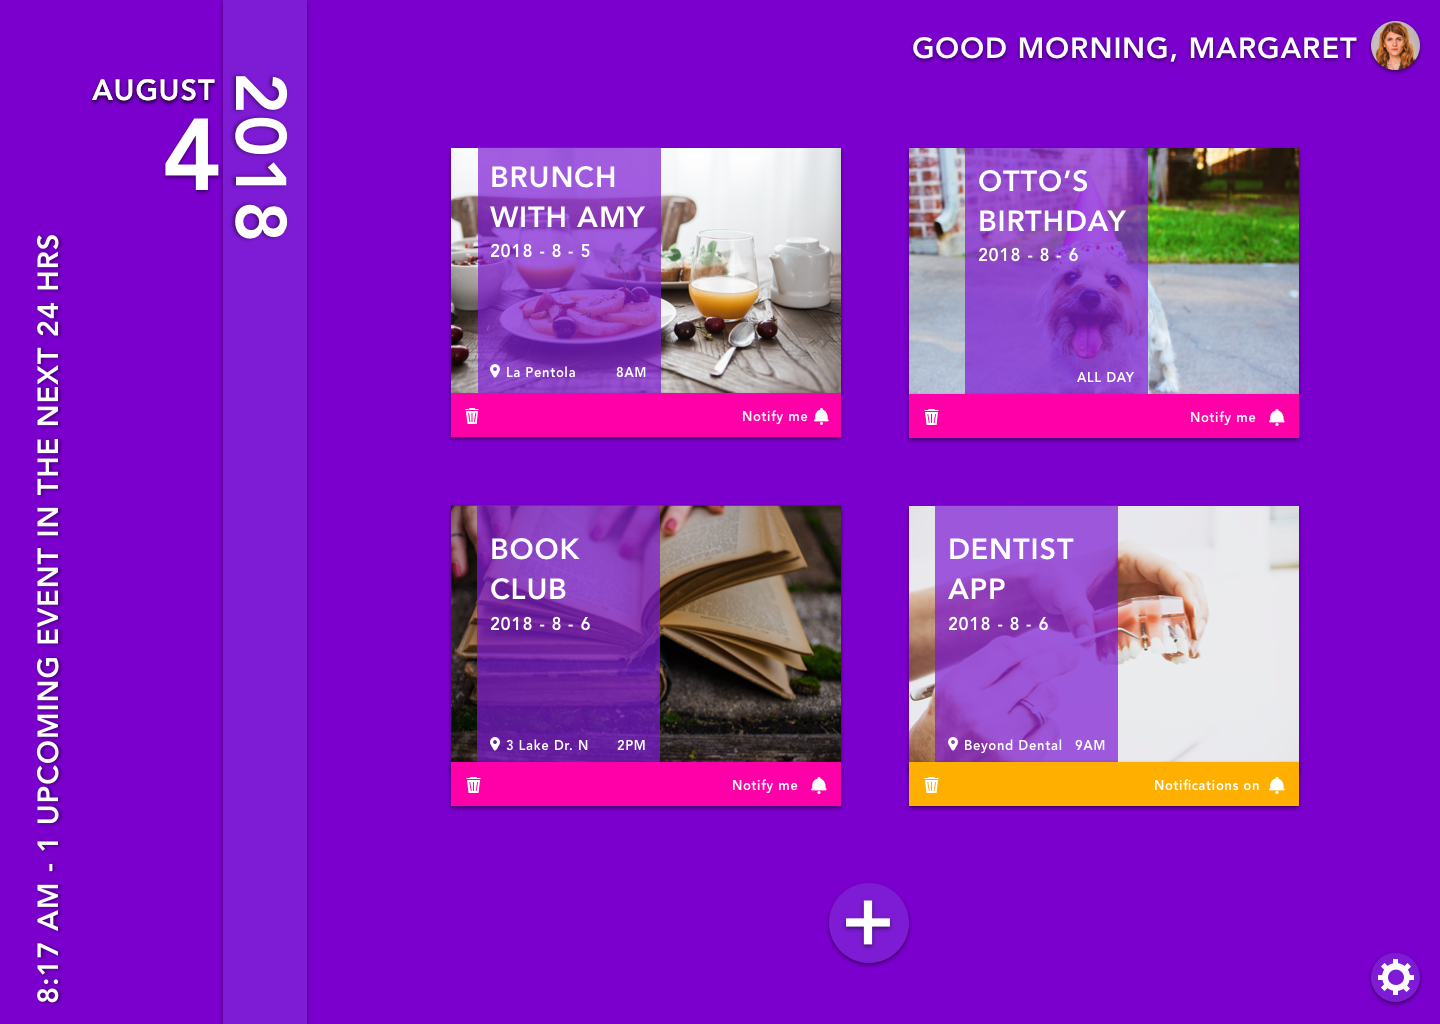 GOOD MORNING, MARGARET
AUGUST
4
2018
8:17 AM - 1 UPCOMING EVENT IN THE NEXT 24 HRS
BRUNCH
WITH AMY
2018 - 8 - 5
La Pentola 8AM
Notify me
OTTO’S
BIRTHDAY
2018 - 8 - 6
ALL DAY
Notify me
BOOK
CLUB
2018 - 8 - 6
3 Lake Dr. N 2PM
Notify me
DENTIST
APP
2018 - 8 - 6
Beyond Dental 9AM
Notifications on